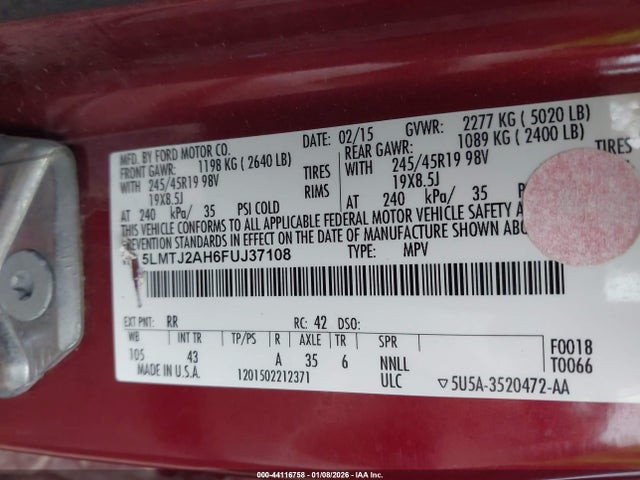 MFD. BY FORD MOTOR CO. DATE: 02/15 GVWR: 2277 KG ( 5020 LB)
FRONT GAWR: 1198 KG ( 2640 LB) REAR GAWR: 1089 KG ( 2400 LB)
WITH 245/45R19 98V TIRES WITH 245/45R19 98V TIRES
19X8.5J RIMS 19X8.5J
AT 240 kPa/ 35 PSI COLD AT 240 kPa/ 35
THIS VEHICLE CONFORMS TO ALL APPLICABLE FEDERAL MOTOR VEHICLE SAFETY
PREVENTION STANDARDS IN EFFECT ON THE DATE OF MANUFACTURE SHOWN
5LMTJ2AH6FUJ37108 TYPE: MPV
EXT PNT: RR RC: 42 DSO:
WB INT TR TP/PS R AXLE TR SPR
105 43 A 35 6 NNLL
F0018
T0066
MADE IN U.S.A. 1201502212371 ULC 5U5A-3520472-AA
000-44116758 - 01/08/2026 - IAA Inc.